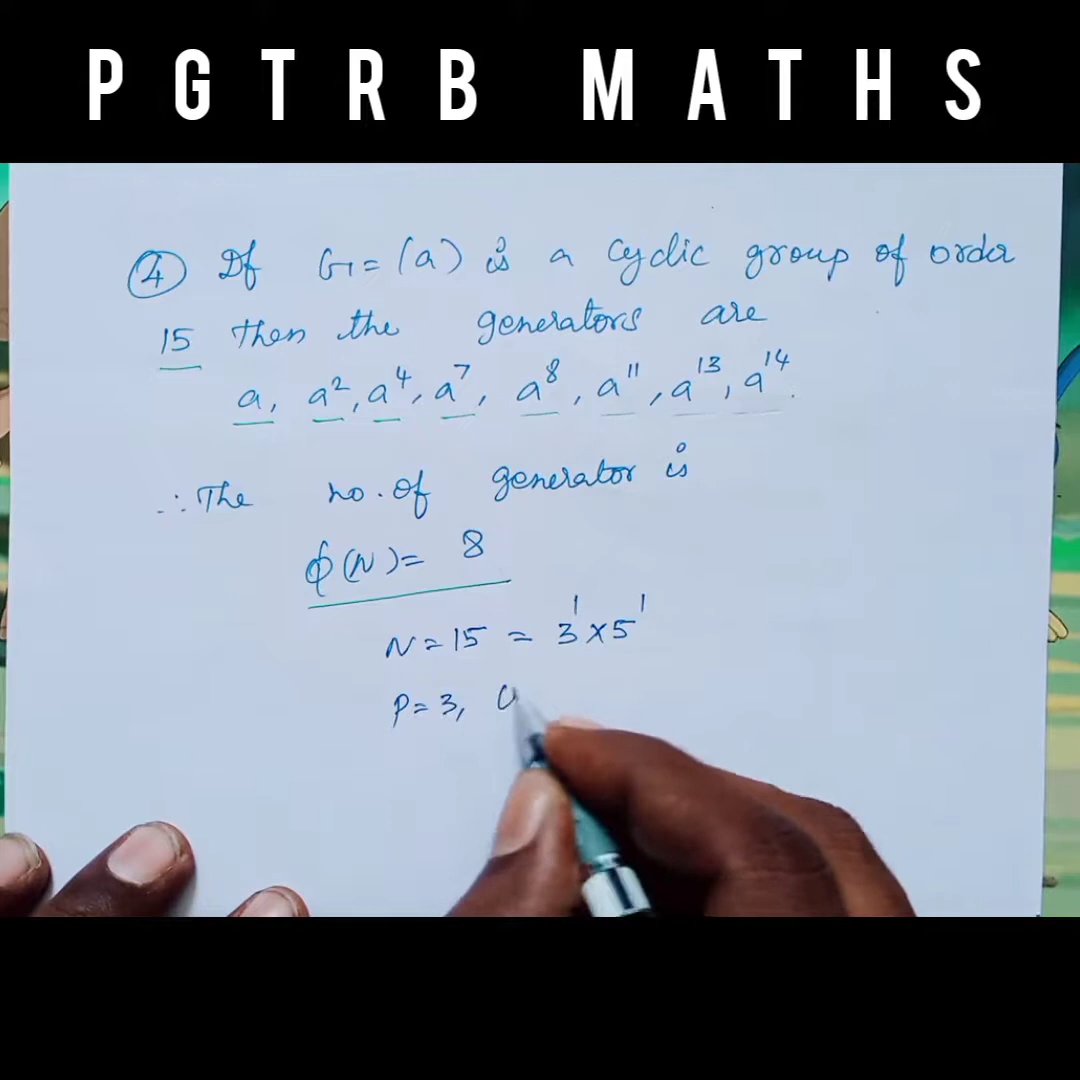 PGTRB MATHS
④ If G = (a) is a cyclic group of order
15 then the generators are
a, a², a⁴, a⁷, a⁸, a¹¹, a¹³, a¹⁴.
∴ The no. of generator is
ϕ(N) = 8
N = 15 = 3¹ × 5¹
P = 3,